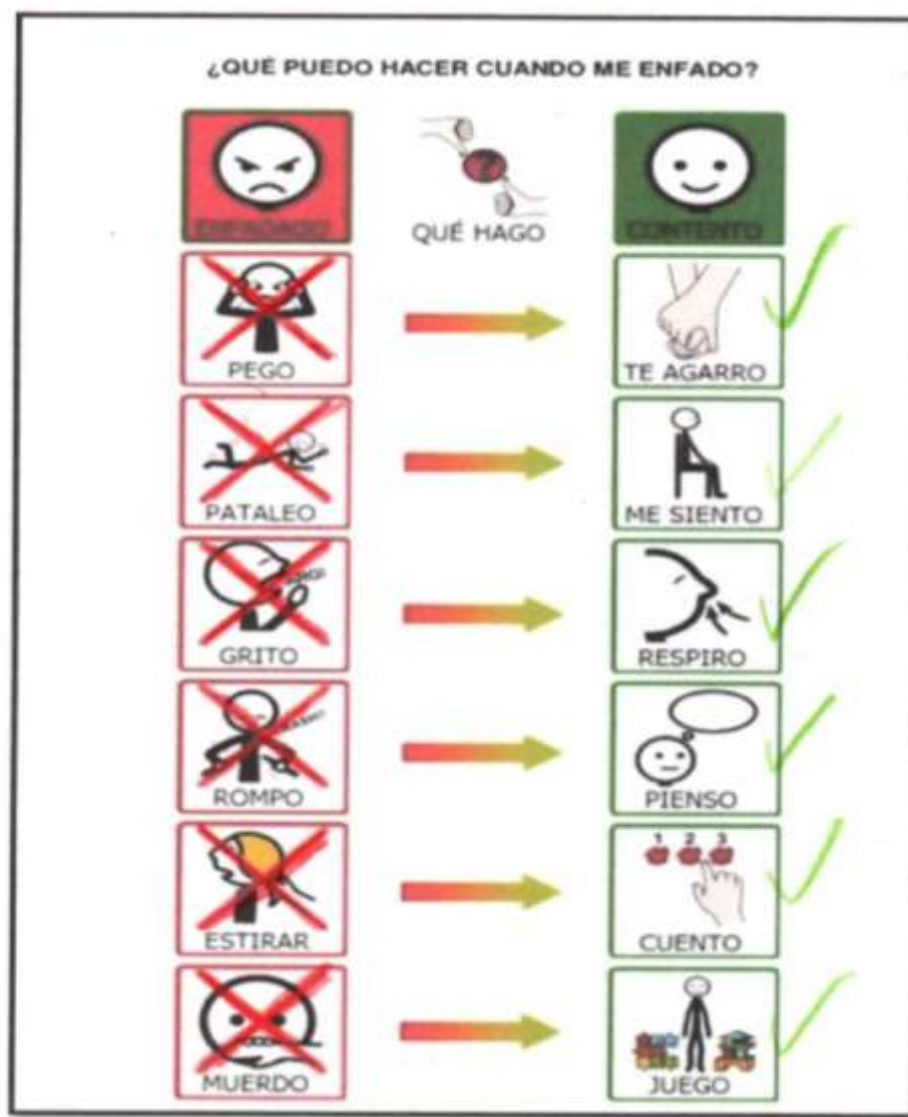 ¿QUÉ PUEDO HACER CUANDO ME ENFADO?
ENFADADO
QUÉ HAGO
CONTENTO
PEGO
TE AGARRO
PATALEO
ME SIENTO
GRITO
RESPIRO
ROMPO
PIENSO
1 2 3
ESTIRAR
CUENTO
MUERDO
JUEGO